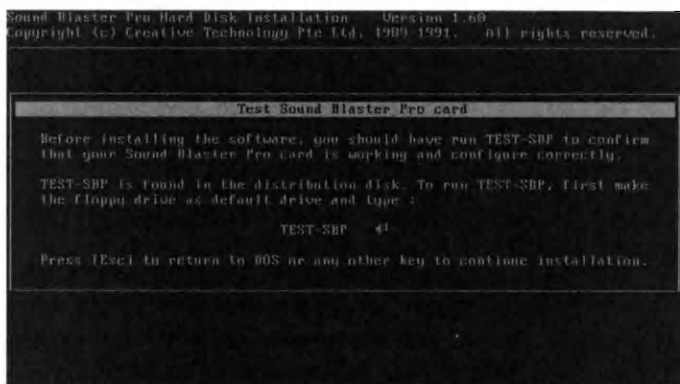 Sound Blaster Pro Hard Disk Installation Version 1.60
Copyright (c) Creative Technology Pte Ltd, 1989-1991. All rights reserved.
Test Sound Blaster Pro card
Before installing the software, you should have run TEST-SBP to confirm
that your Sound Blaster Pro card is working and configure correctly.
TEST-SBP is found in the distribution disk. To run TEST-SBP, first make
the floppy drive as default drive and type :
TEST-SBP ↵
Press [Esc] to return to DOS or any other key to continue installation.